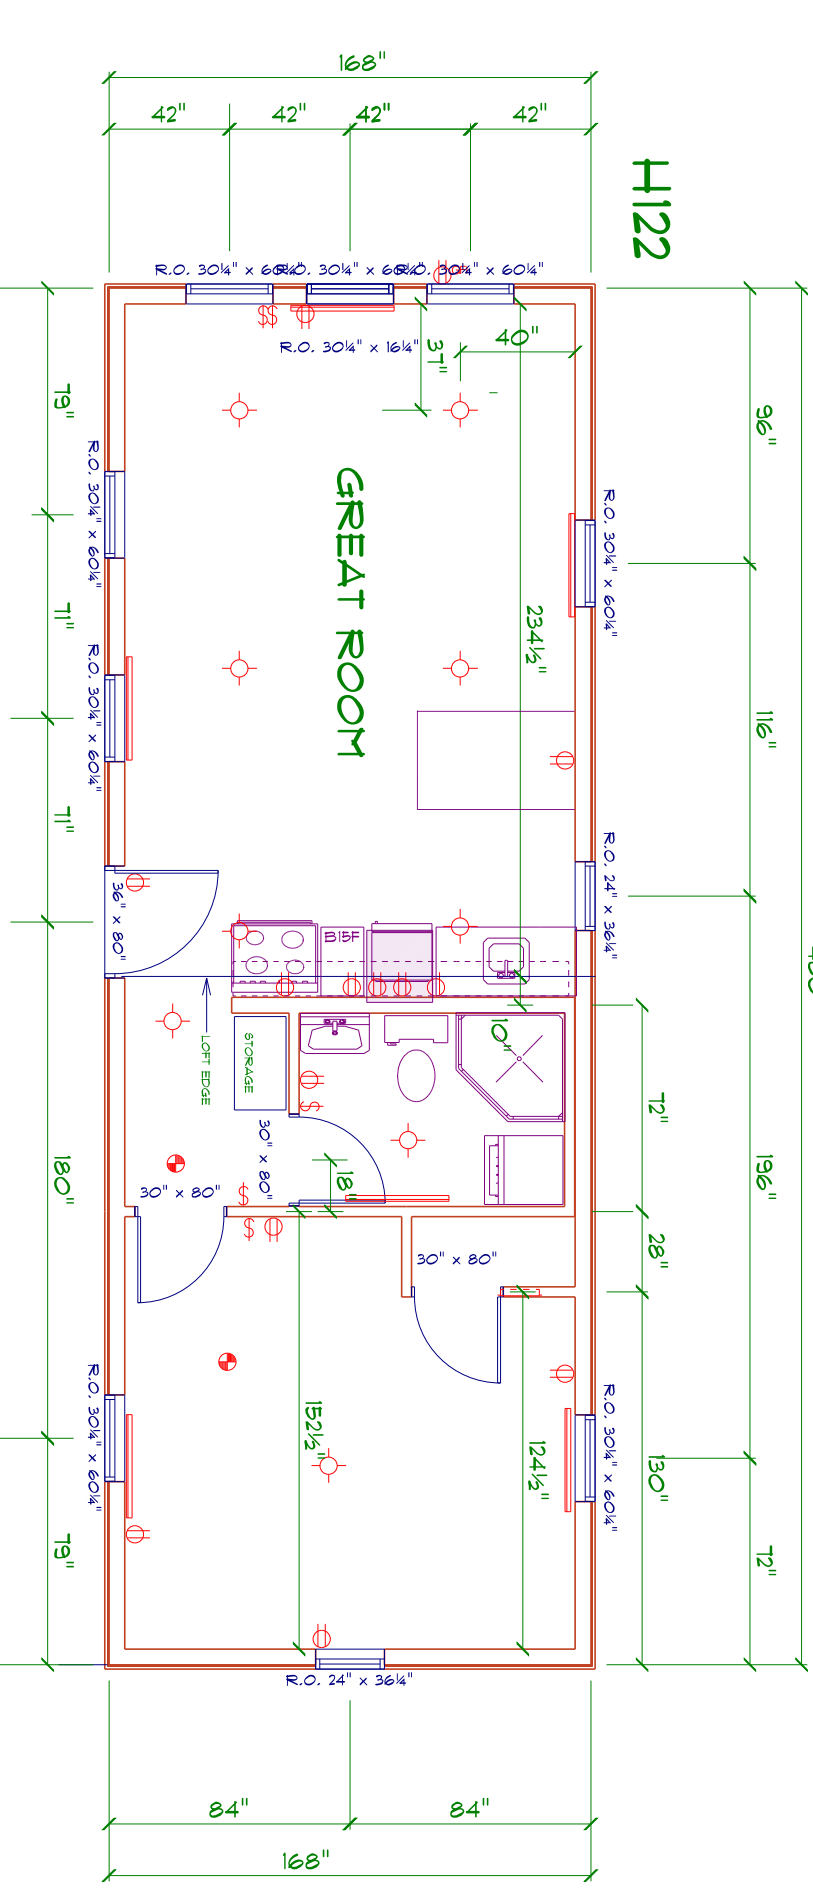 168"
42" 42" 42" 42"
H122
R.O. 30¼" x 60¼" R.O. 30¼" x 60¼" R.O. 30¼" x 60¼"
R.O. 30¼" x 16¼"
37"
40"
79"
96"
R.O. 30¼" x 60¼"
R.O. 30¼" x 60¼"
GREAT ROOM
234½"
71"
R.O. 30¼" x 60¼"
116"
71"
R.O. 24" x 36¼"
36" x 80"
B15F
10"
STORAGE
LOFT EDGE
72"
30" x 80"
18"
180"
196"
30" x 80"
$
$
$
$$
28"
30" x 80"
R.O. 30¼" x 60¼"
152½"
124½"
R.O. 30¼" x 60¼"
130"
79"
72"
R.O. 24" x 36¼"
84" 84"
168"